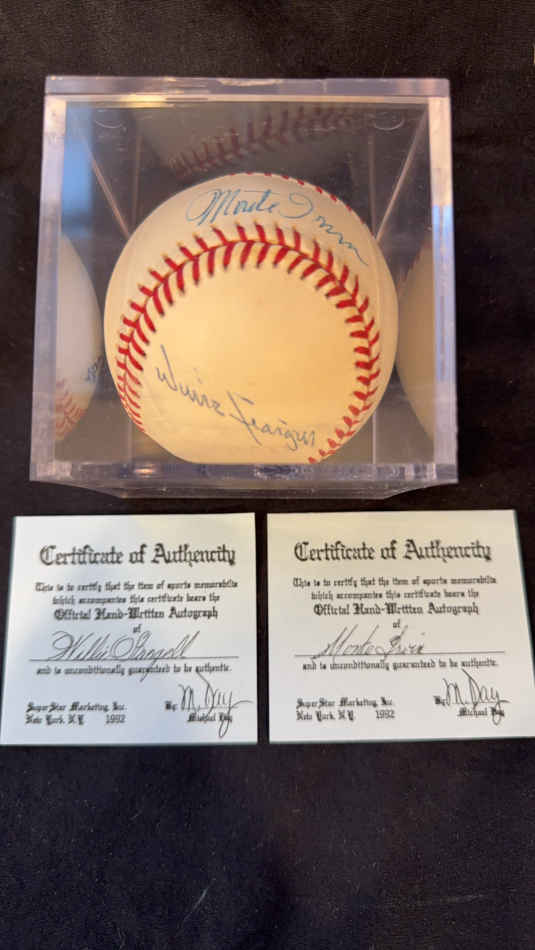 Monte Irvin
Certificate of Authencity
This is to certify that the item of sports memorabilia
which accompanies this certificate bears the
Official Hand-Written Autograph
of
Willie Stargell
and is unconditionally guaranteed to be authentic.
SuperStar Marketing, Inc.
New York, N.Y. 1992
By: M. Day
Michael Day
Certificate of Authencity
This is to certify that the item of sports memorabilia
which accompanies this certificate bears the
Official Hand-Written Autograph
of
Monte Irvin
and is unconditionally guaranteed to be authentic.
SuperStar Marketing, Inc.
New York, N.Y. 1992
By: M. Day
Michael Day